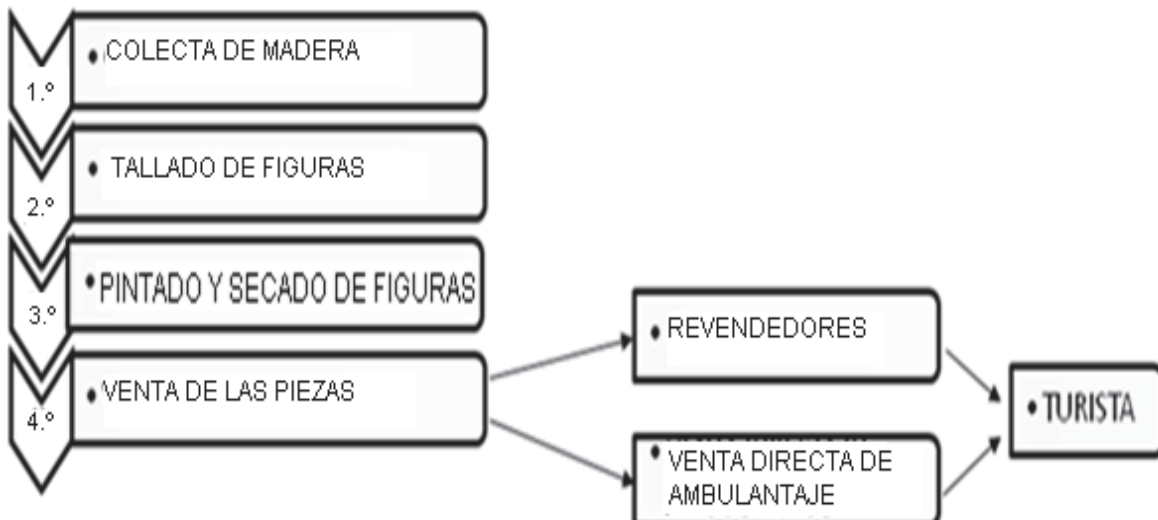 1.º
• COLECTA DE MADERA
2.º
• TALLADO DE FIGURAS
3.º
• PINTADO Y SECADO DE FIGURAS
4.º
• VENTA DE LAS PIEZAS
• REVENDEDORES
• VENTA DIRECTA DE
AMBULANTAJE
• TURISTA